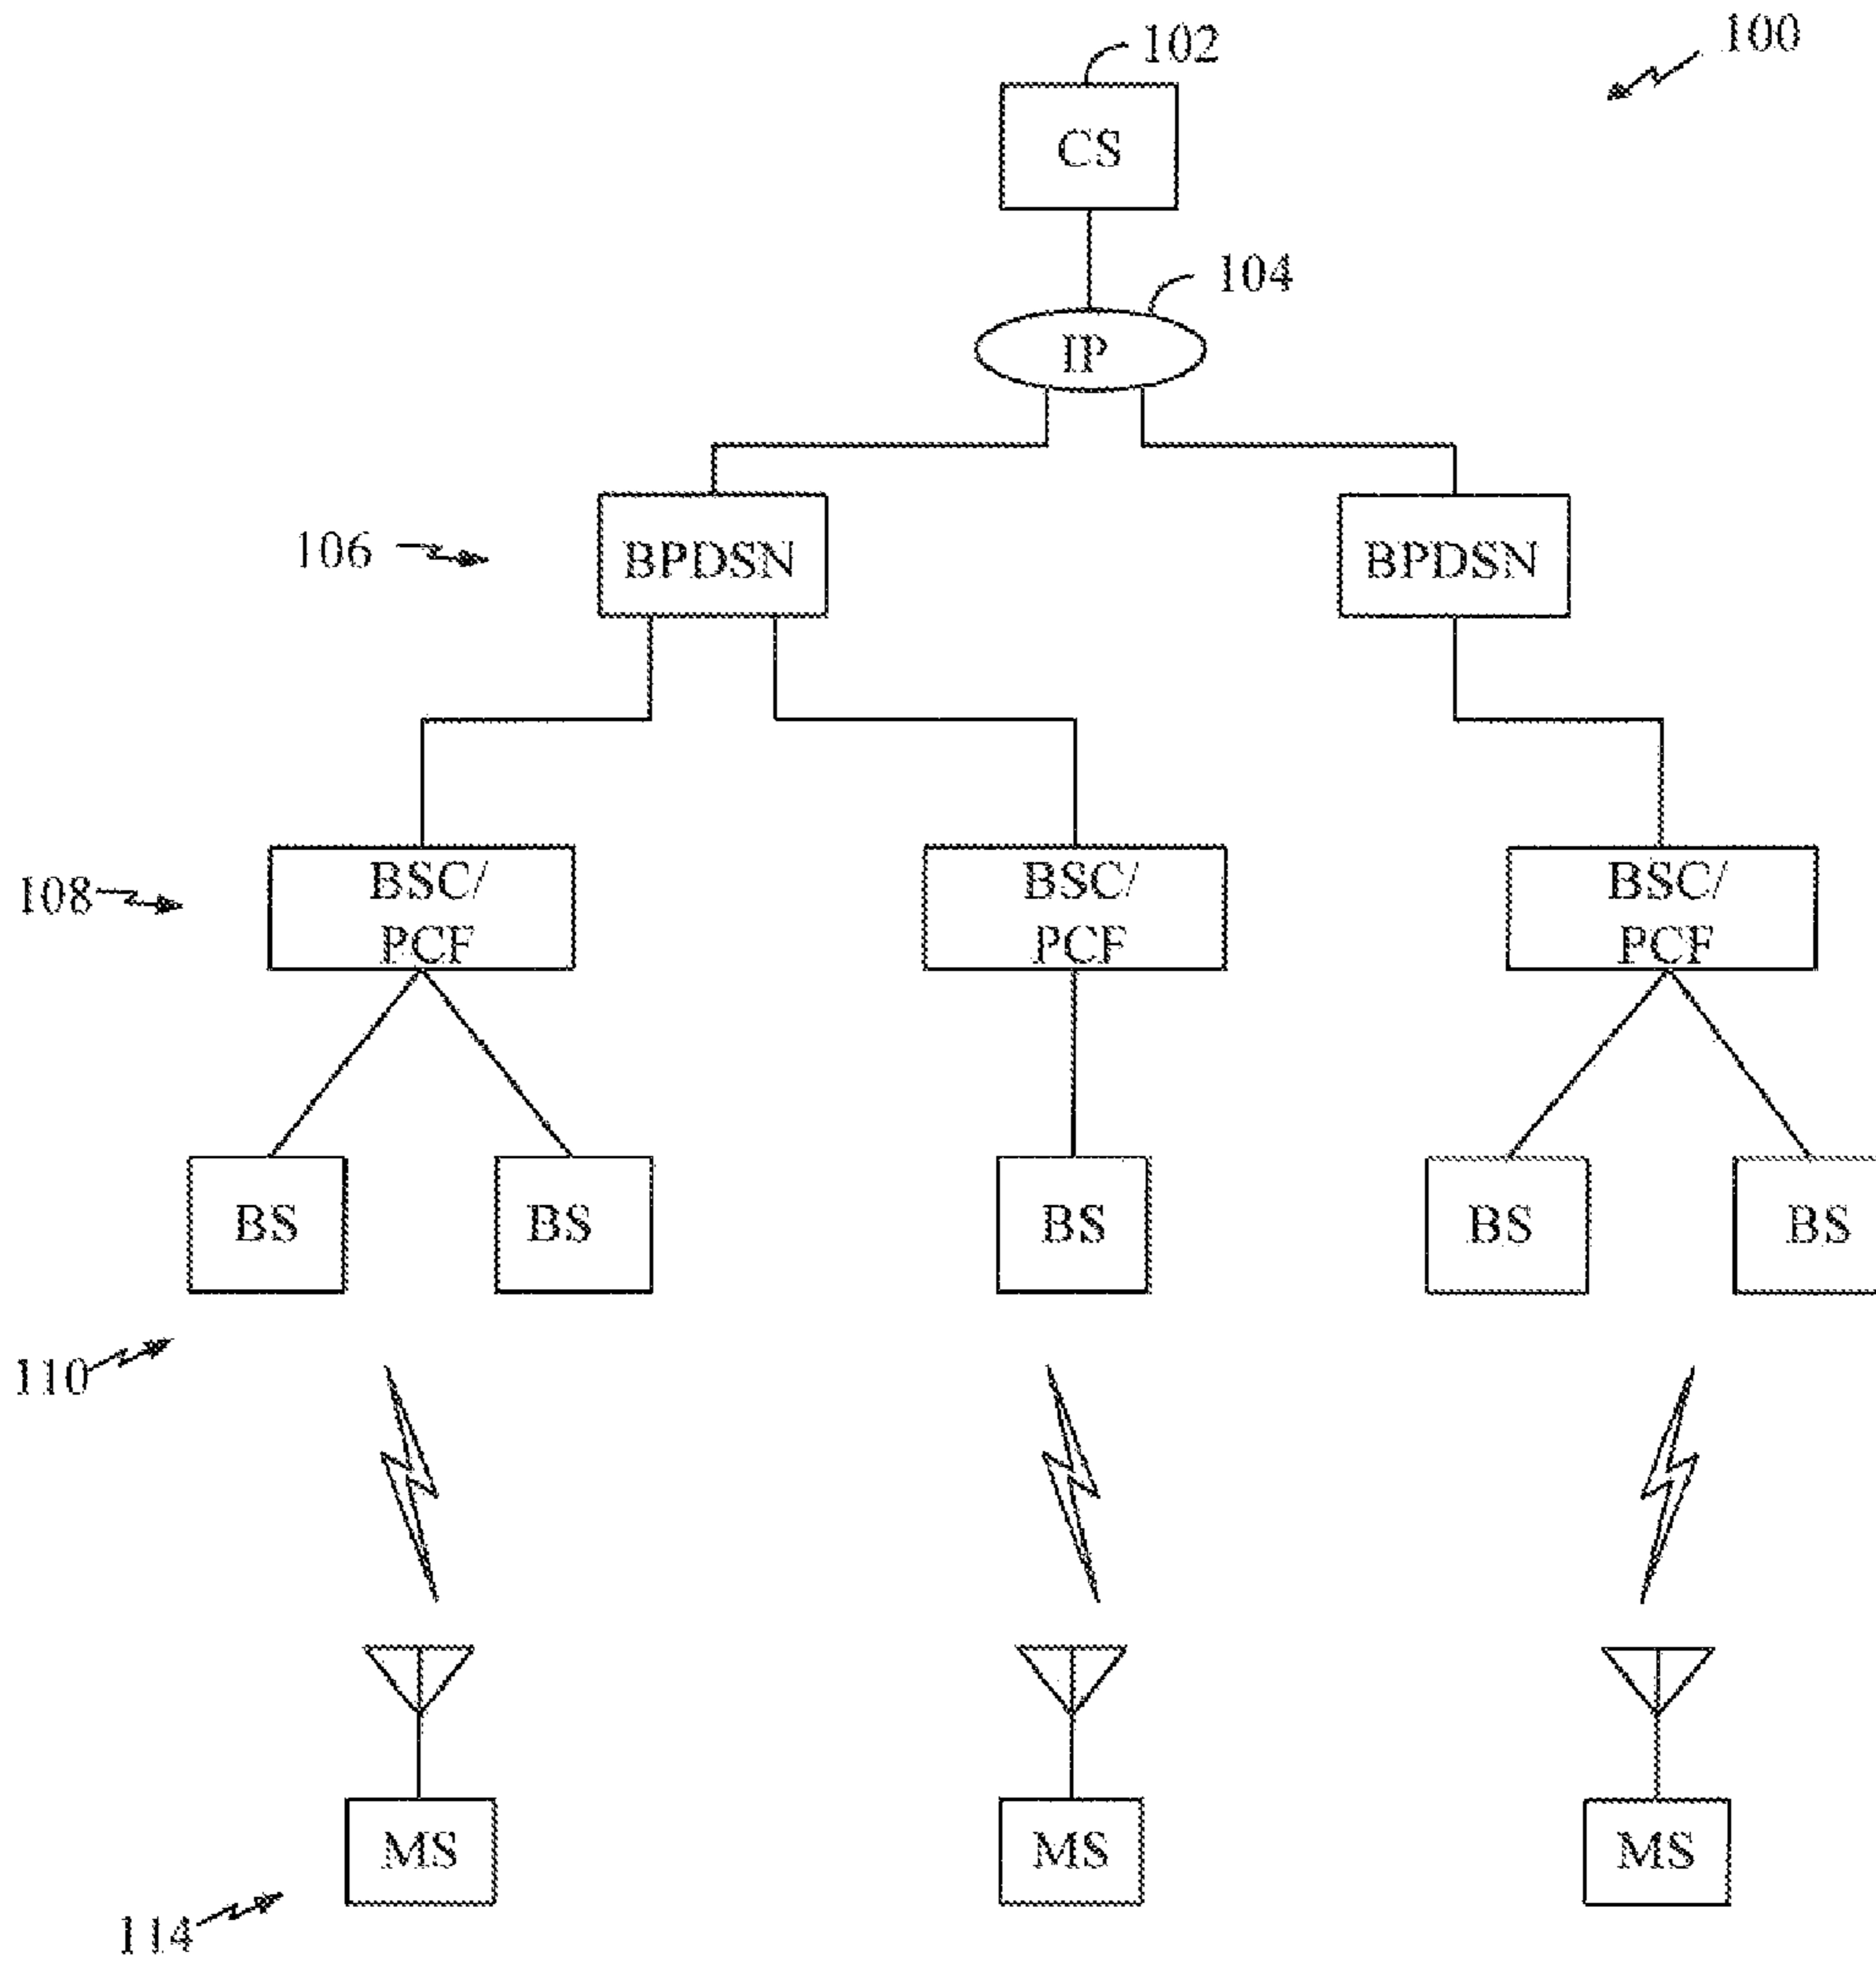 100
102
CS
104
IP
106
BPDSN
BPDSN
108
BSC/
PCF
BSC/
PCF
BSC/
PCF
BS
BS
BS
BS
BS
110
MS
MS
MS
114